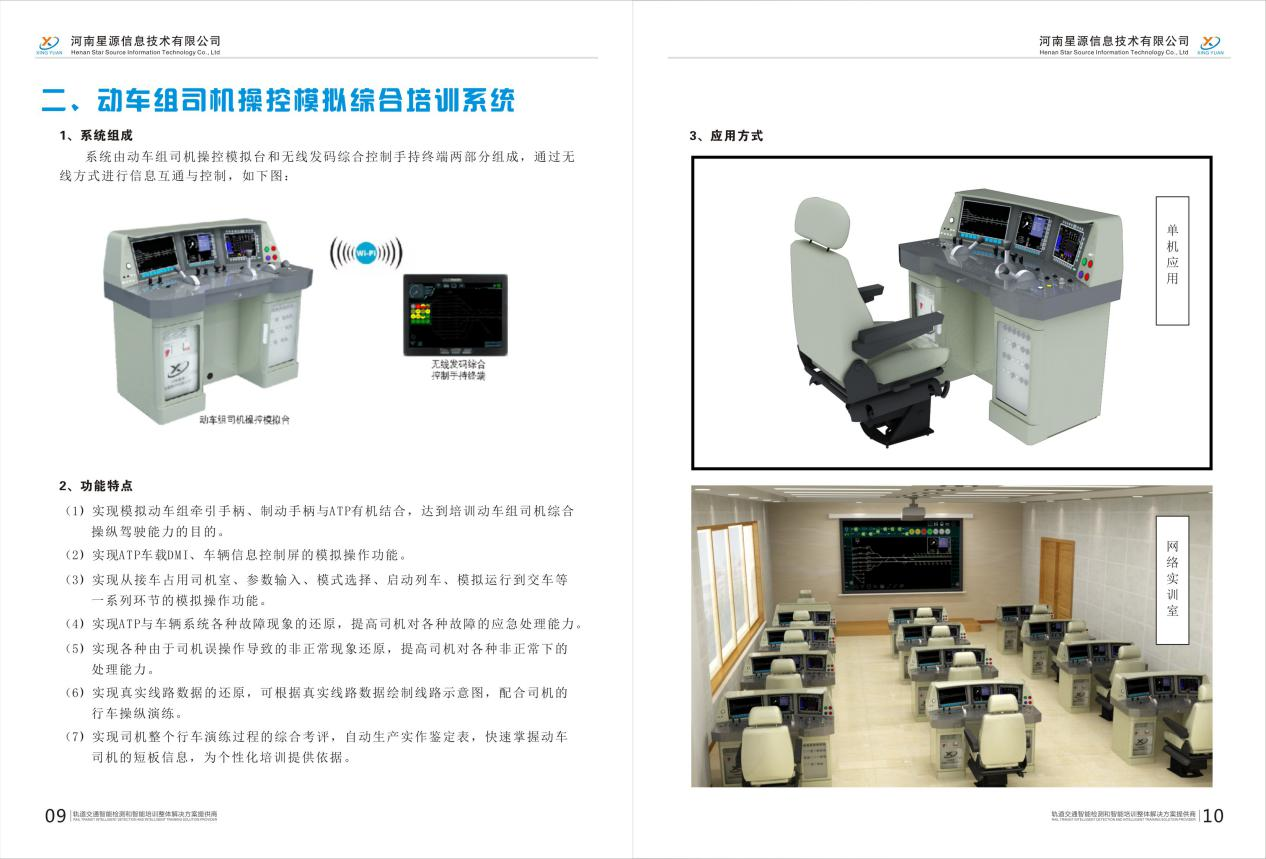 XING YUAN
河南星源信息技术有限公司
Henan Star Source Information Technology Co., Ltd
二、动车组司机操控模拟综合培训系统
1、系统组成
系统由动车组司机操控模拟台和无线发码综合控制手持终端两部分组成，通过无
线方式进行信息互通与控制，如下图：
Wi-Fi
无线发码综合
控制手持终端
动车组司机操控模拟台
2、功能特点
（1）实现模拟动车组牵引手柄、制动手柄与ATP有机结合，达到培训动车组司机综合
操纵驾驶能力的目的。
（2）实现ATP车载DMI、车辆信息控制屏的模拟操作功能。
（3）实现从接车占用司机室、参数输入、模式选择、启动列车、模拟运行到交车等
一系列环节的模拟操作功能。
（4）实现ATP与车辆系统各种故障现象的还原，提高司机对各种故障的应急处理能力。
（5）实现各种由于司机误操作导致的非正常现象还原，提高司机对各种非正常下的
处理能力。
（6）实现真实线路数据的还原，可根据真实线路数据绘制线路示意图，配合司机的
行车操纵演练。
（7）实现司机整个行车演练过程的综合考评，自动生产实作鉴定表，快速掌握动车
司机的短板信息，为个性化培训提供依据。
09
轨道交通智能检测和智能培训整体解决方案提供商
RAIL TRANSIT INTELLIGENT DETECTION AND INTELLIGENT TRAINING SOLUTION PROVIDER
河南星源信息技术有限公司
Henan Star Source Information Technology Co., Ltd
XING YUAN
3、应用方式
单机应用
网络实训室
轨道交通智能检测和智能培训整体解决方案提供商
RAIL TRANSIT INTELLIGENT DETECTION AND INTELLIGENT TRAINING SOLUTION PROVIDER
10